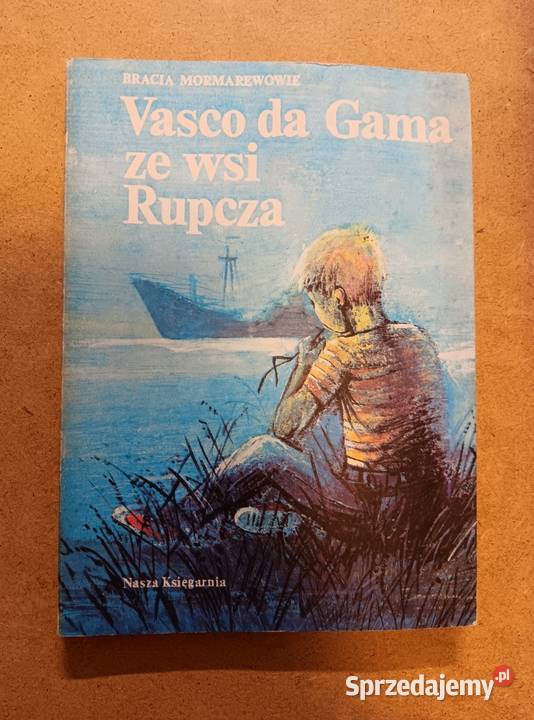 BRACIA MORMAREWOWIE
Vasco da Gama
ze wsi
Rupcza
Nasza Księgarnia
Sprzedajemy.pl